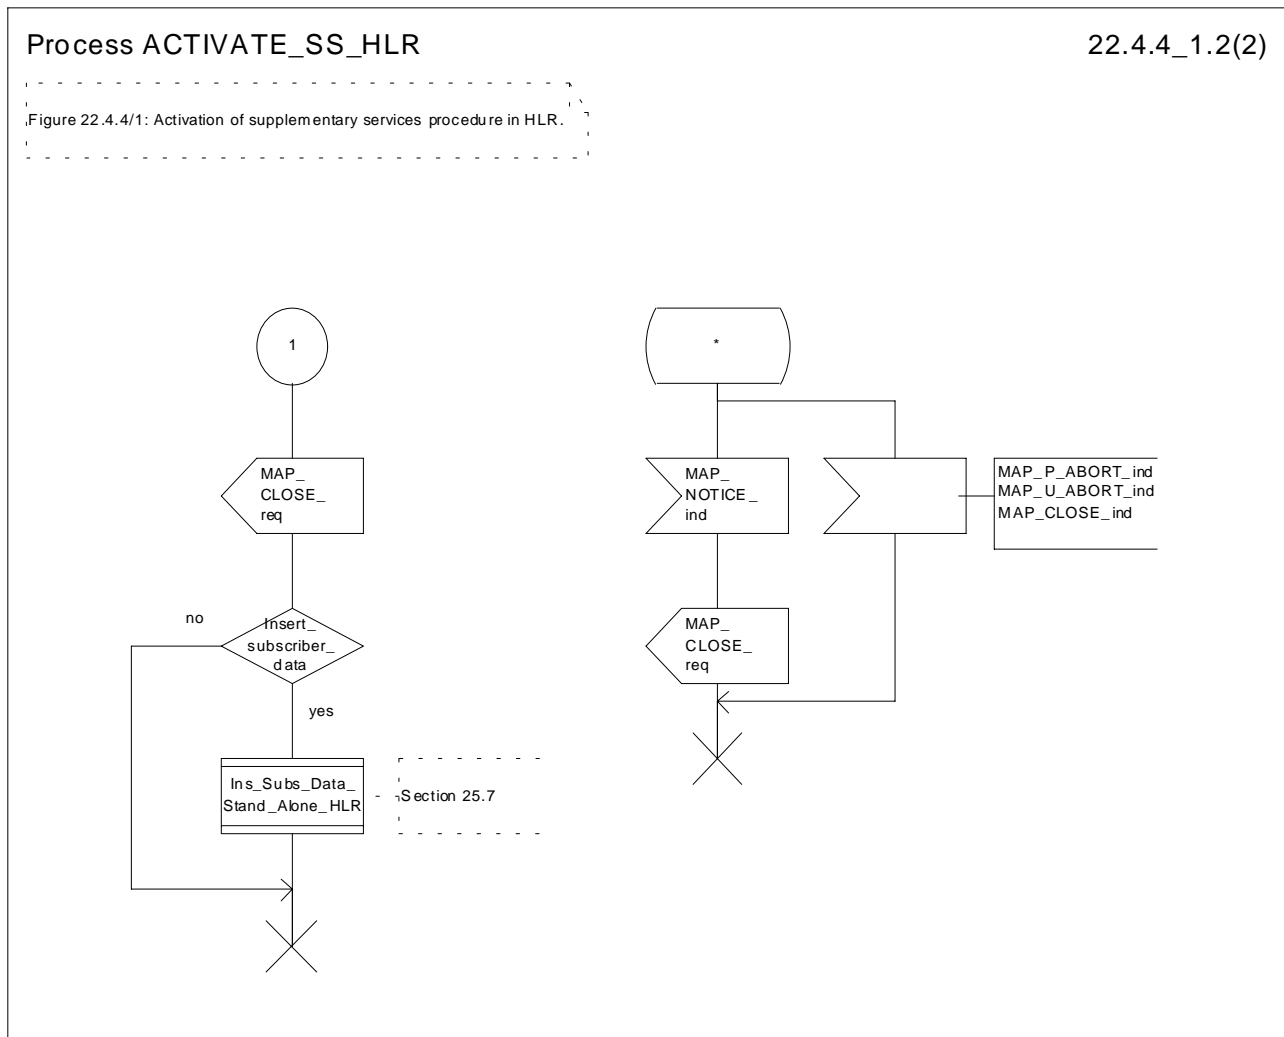 Process ACTIVATE_SS_HLR
22.4.4_1.2(2)
Figure 22.4.4/1: Activation of supplementary services procedure in HLR.
1
MAP_
CLOSE_
req
no
Insert_
subscriber_
data
yes
Ins_Subs_Data_
Stand_Alone_HLR
Section 25.7
*
MAP_
NOTICE_
ind
MAP_P_ABORT_ind
MAP_U_ABORT_ind
MAP_CLOSE_ind
MAP_
CLOSE_
req